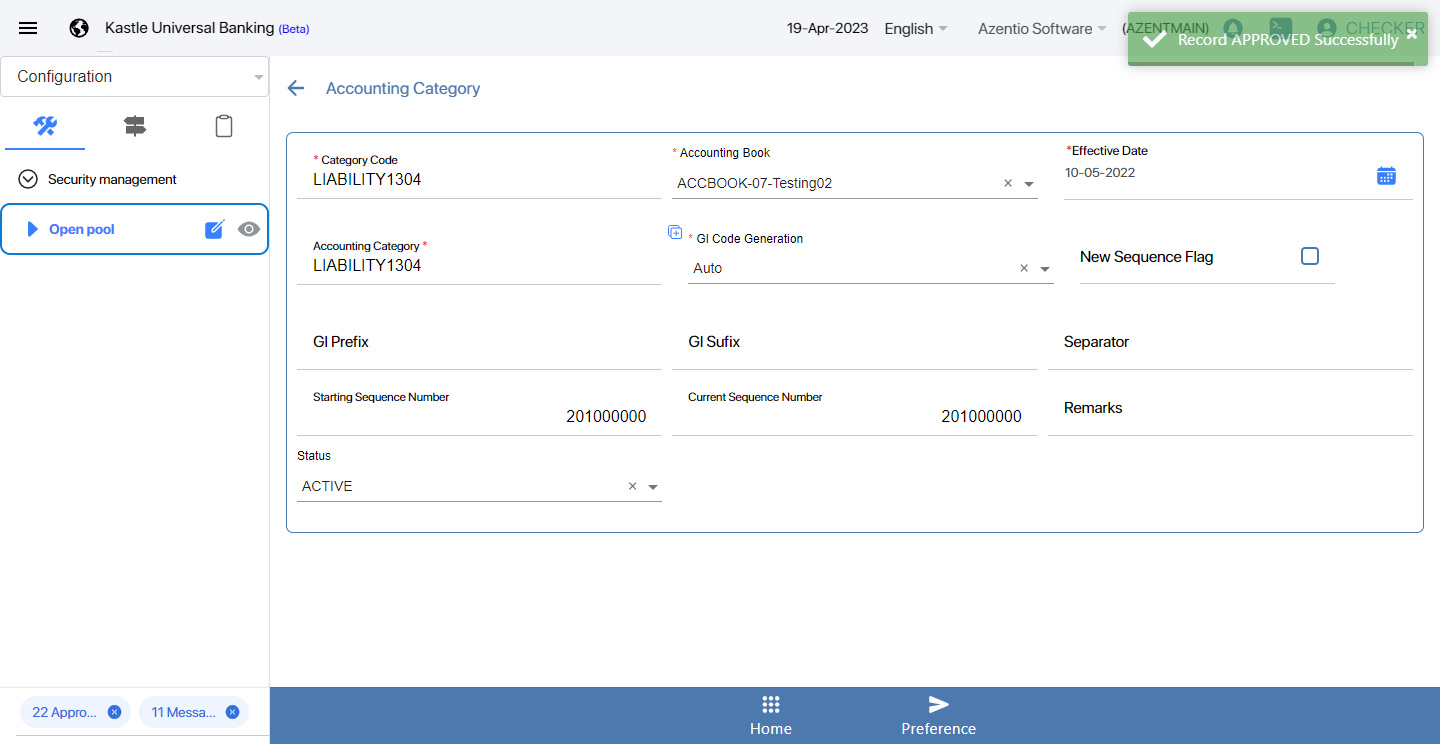 Kastle Universal Banking (Beta)
19-Apr-2023
English
Azentio Software
(AZENTMAIN)
CHECKER
Record APPROVED Successfully
Configuration
Accounting Category
Security management
Open pool
* Category Code
LIABILITY1304
* Accounting Book
ACCBOOK-07-Testing02
*Effective Date
10-05-2022
Accounting Category *
LIABILITY1304
* GI Code Generation
Auto
New Sequence Flag
GI Prefix
GI Sufix
Separator
Starting Sequence Number
201000000
Current Sequence Number
201000000
Remarks
Status
ACTIVE
22 Appro...
11 Messa...
Home
Preference